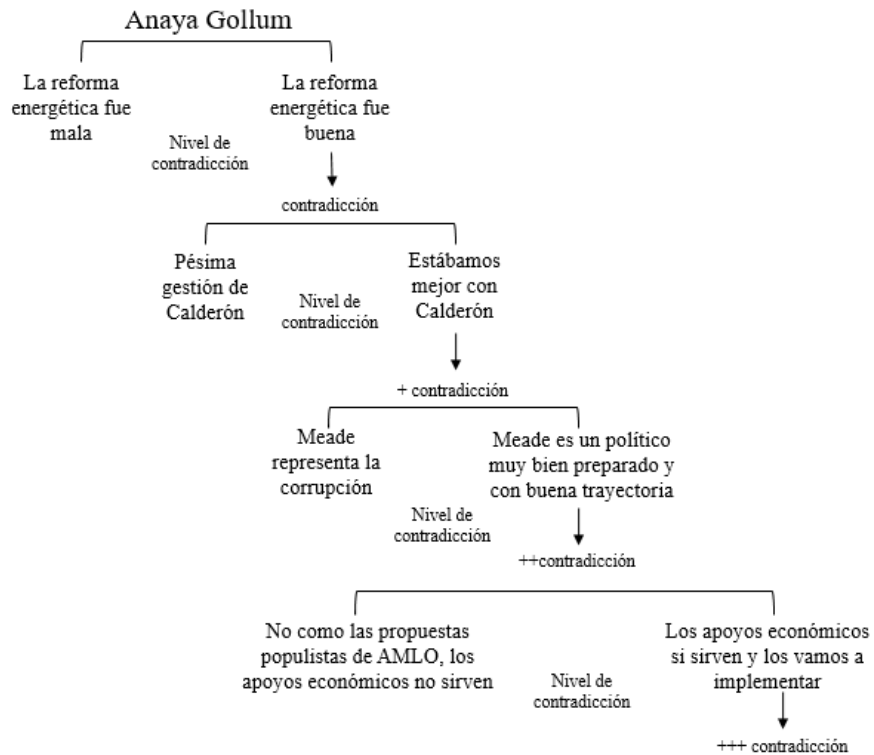 Anaya Gollum
La reforma
energética fue
mala
La reforma
energética fue
buena
Nivel de
contradicción
contradicción
Pésima
gestión de
Calderón
Estábamos
mejor con
Calderón
Nivel de
contradicción
+ contradicción
Meade
representa la
corrupción
Meade es un político
muy bien preparado y
con buena trayectoria
Nivel de
contradicción
++contradicción
No como las propuestas
populistas de AMLO, los
apoyos económicos no sirven
Los apoyos económicos
si sirven y los vamos a
implementar
Nivel de
contradicción
+++ contradicción